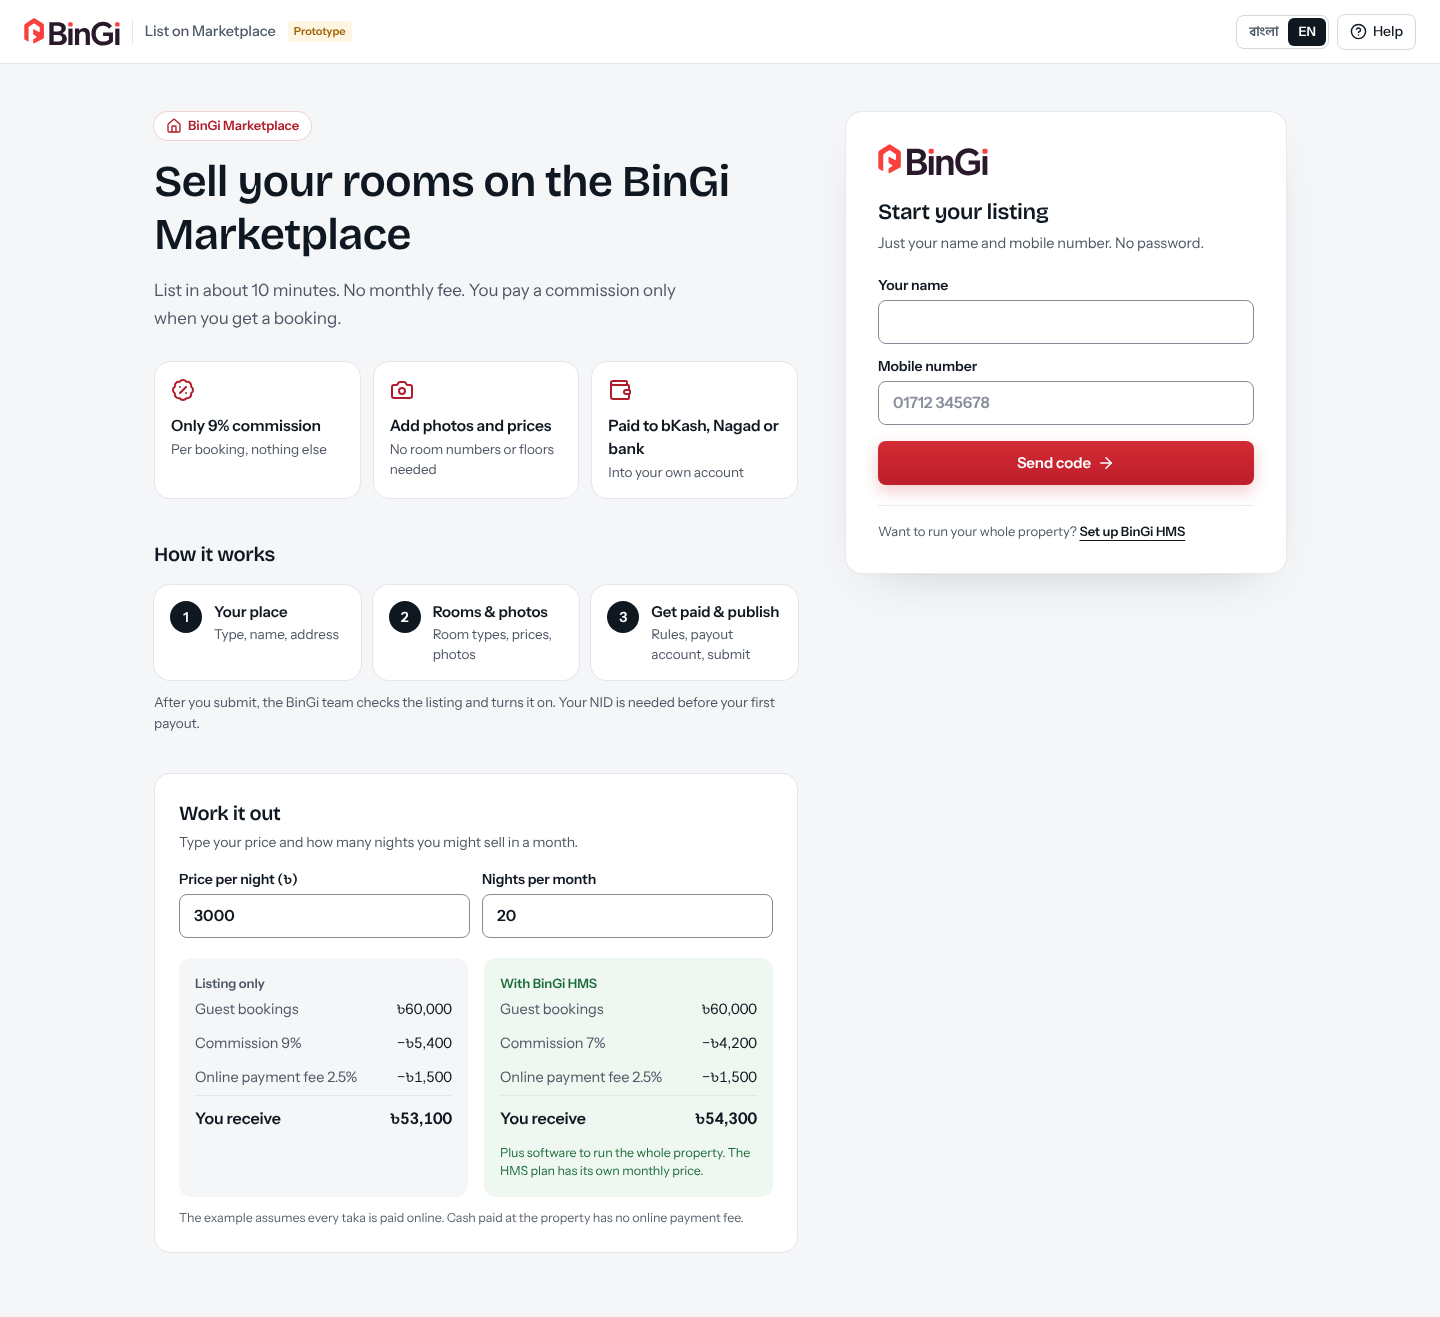 BinGi
List on Marketplace
Prototype
বাংলা
EN
Help
BinGi Marketplace
Sell your rooms on the BinGi
Marketplace
List in about 10 minutes. No monthly fee. You pay a commission only
when you get a booking.
Only 9% commission
Per booking, nothing else
Add photos and prices
No room numbers or floors
needed
Paid to bKash, Nagad or
bank
Into your own account
How it works
1
Your place
Type, name, address
2
Rooms & photos
Room types, prices,
photos
3
Get paid & publish
Rules, payout
account, submit
After you submit, the BinGi team checks the listing and turns it on. Your NID is needed before your first
payout.
Work it out
Type your price and how many nights you might sell in a month.
Price per night (৳)
3000
Nights per month
20
Listing only
Guest bookings ৳60,000
Commission 9% −৳5,400
Online payment fee 2.5% −৳1,500
You receive ৳53,100
With BinGi HMS
Guest bookings ৳60,000
Commission 7% −৳4,200
Online payment fee 2.5% −৳1,500
You receive ৳54,300
Plus software to run the whole property. The
HMS plan has its own monthly price.
The example assumes every taka is paid online. Cash paid at the property has no online payment fee.
BinGi
Start your listing
Just your name and mobile number. No password.
Your name
Mobile number
01712 345678
Send code →
Want to run your whole property? Set up BinGi HMS